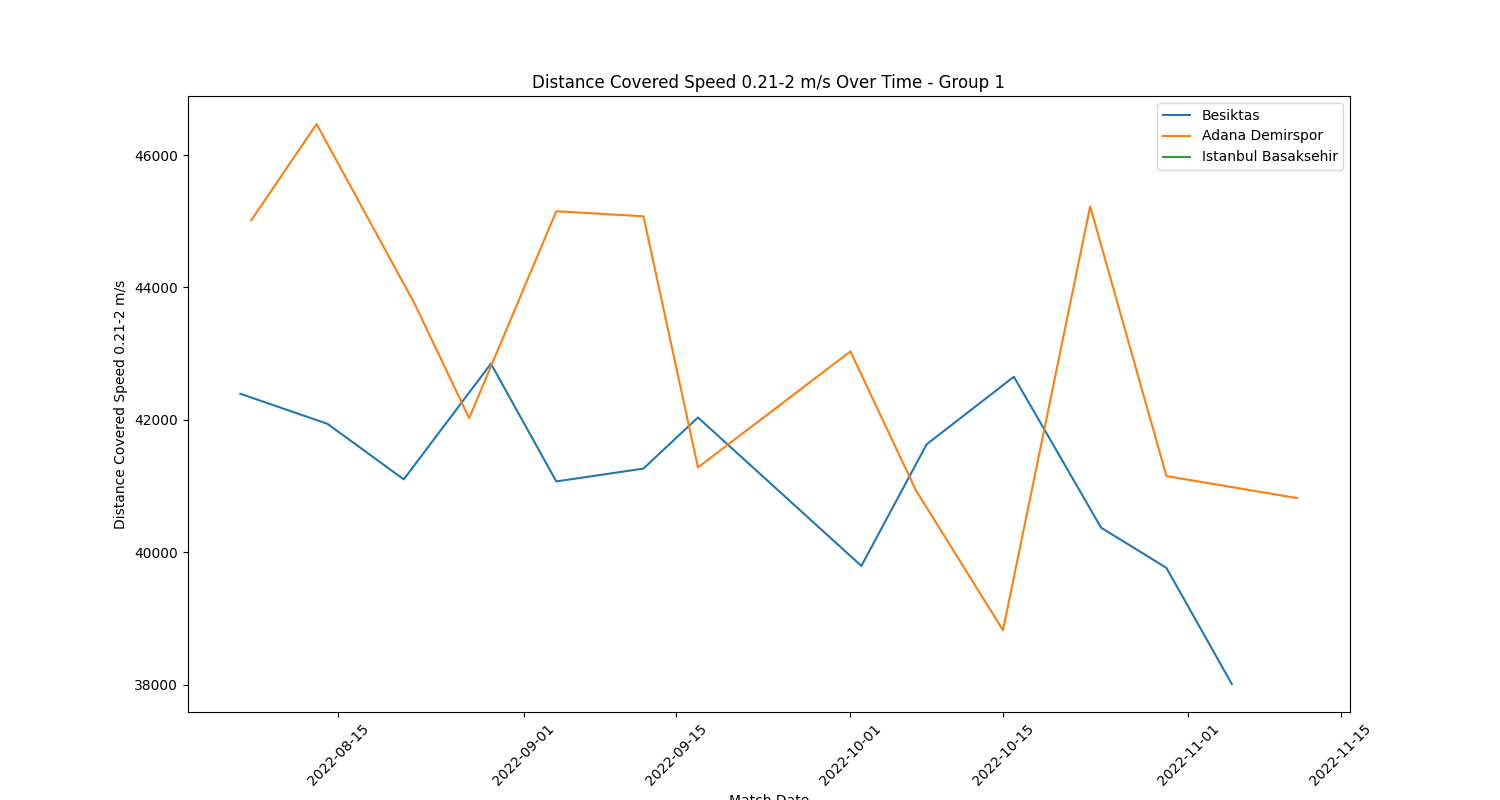 Distance Covered Speed 0.21-2 m/s Over Time - Group 1
Besiktas
Adana Demirspor
Istanbul Basaksehir
Distance Covered Speed 0.21-2 m/s
46000
44000
42000
40000
38000
2022-08-15
2022-09-01
2022-09-15
2022-10-01
2022-10-15
2022-11-01
2022-11-15
Match Date